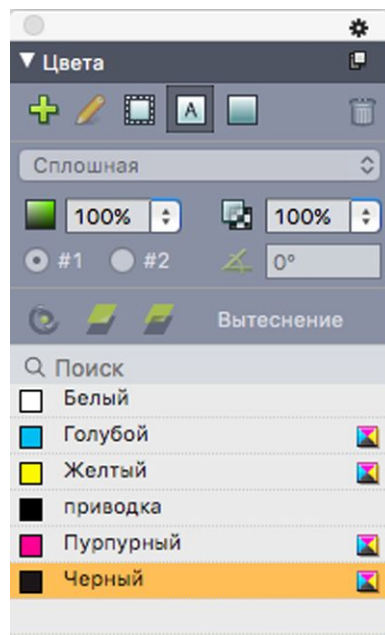 Цвета
A
Сплошная
100% 100%
#1 #2 0°
Вытеснение
Поиск
Белый
Голубой
Желтый
приводка
Пурпурный
Черный